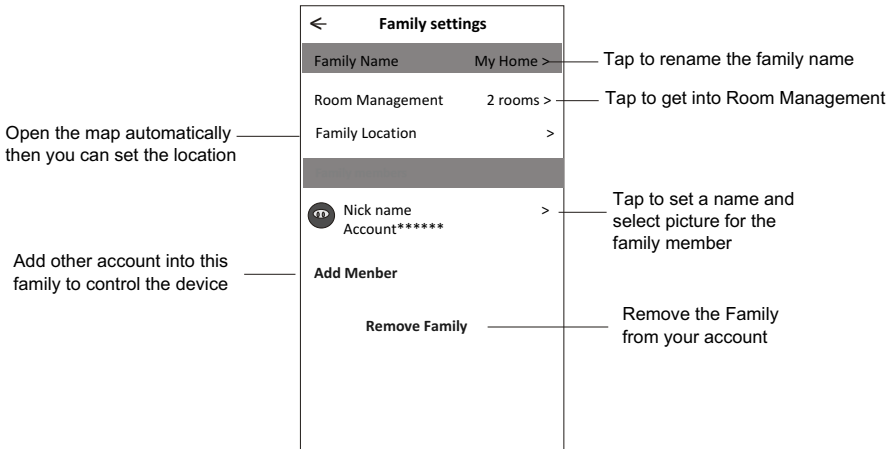 ← Family settings
Family Name My Home >
Tap to rename the family name
Room Management 2 rooms >
Tap to get into Room Management
Open the map automatically
then you can set the location
Family Location >
Nick name >
Account******
Tap to set a name and
select picture for the
family member
Add other account into this
family to control the device
Add Menber
Remove Family
Remove the Family
from your account